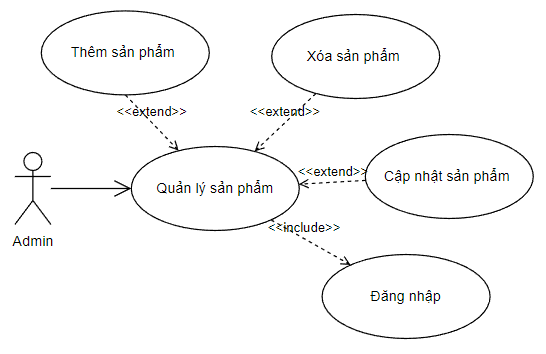 Thêm sản phẩm
Xóa sản phẩm
<<extend>>
<<extend>>
Quản lý sản phẩm
<<extend>>
Cập nhật sản phẩm
Admin
<<include>>
Đăng nhập